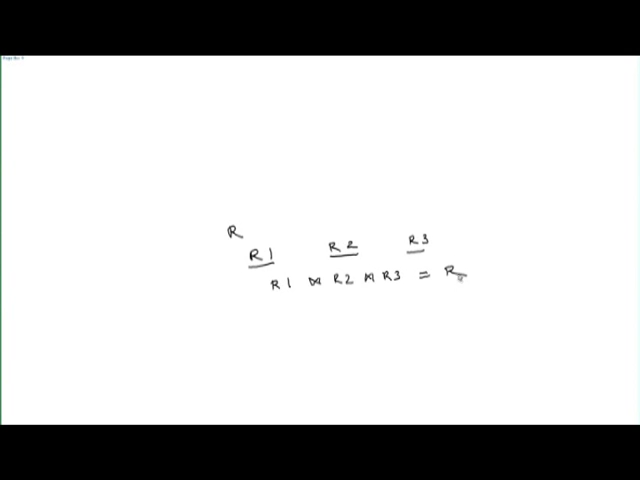 R
R1 R2 R3
R1 ⋈ R2 ⋈ R3 = R